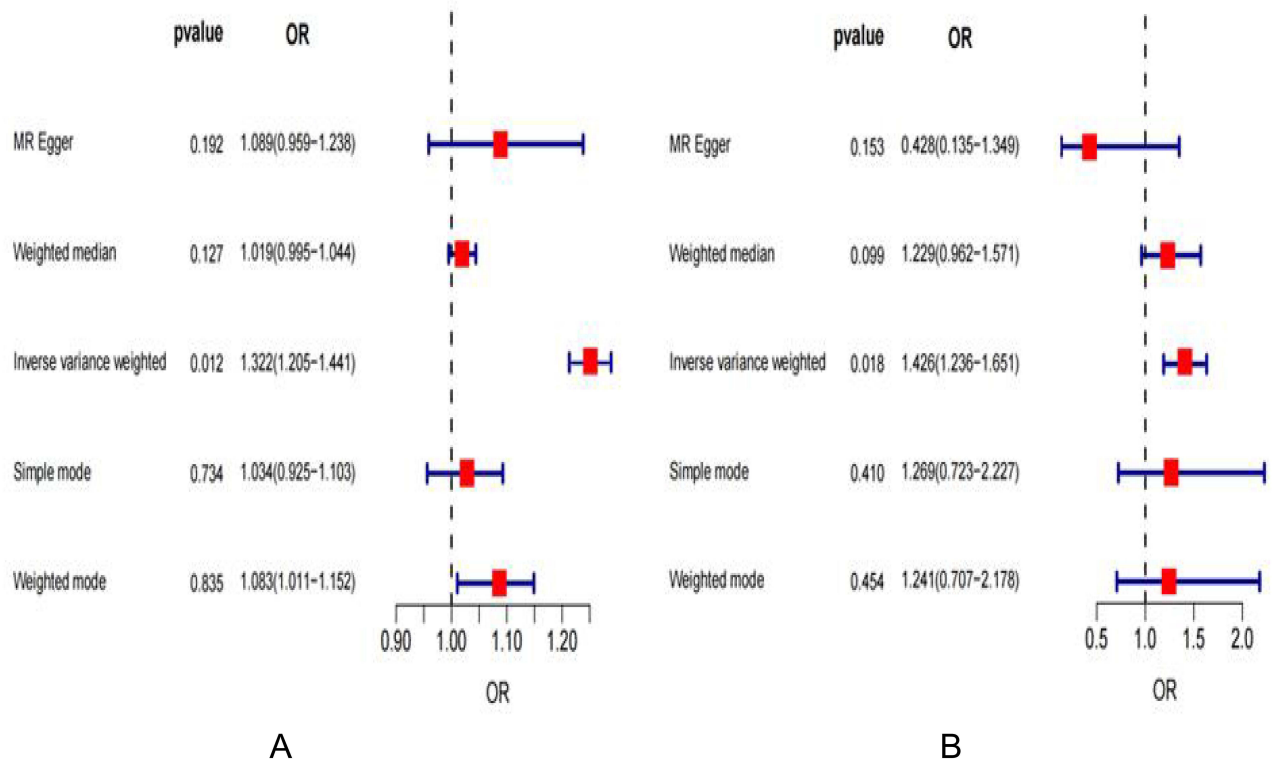 pvalue OR
MR Egger 0.192 1.089(0.959−1.238)
Weighted median 0.127 1.019(0.995−1.044)
Inverse variance weighted 0.012 1.322(1.205−1.441)
Simple mode 0.734 1.034(0.925−1.103)
Weighted mode 0.835 1.083(1.011−1.152)
0.90 1.00 1.10 1.20
OR
A
pvalue OR
MR Egger 0.153 0.428(0.135−1.349)
Weighted median 0.099 1.229(0.962−1.571)
Inverse variance weighted 0.018 1.426(1.236−1.651)
Simple mode 0.410 1.269(0.723−2.227)
Weighted mode 0.454 1.241(0.707−2.178)
0.5 1.0 1.5 2.0
OR
B